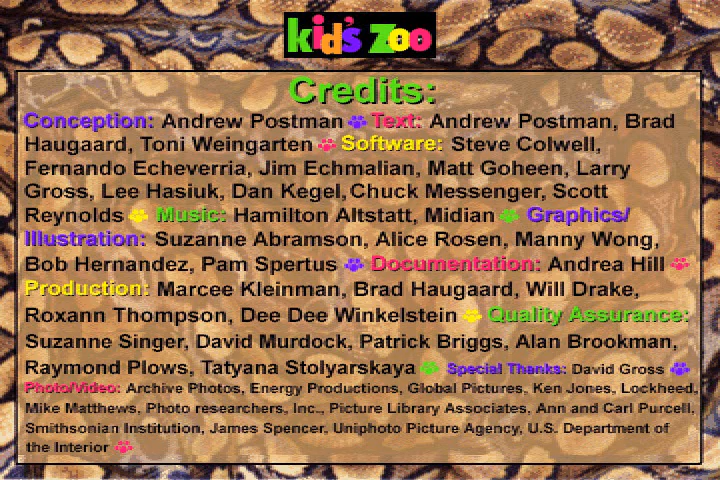 kid's Zoo
Credits:
Conception: Andrew Postman Text: Andrew Postman, Brad
Haugaard, Toni Weingarten Software: Steve Colwell,
Fernando Echeverria, Jim Echmalian, Matt Goheen, Larry
Gross, Lee Hasiuk, Dan Kegel, Chuck Messenger, Scott
Reynolds Music: Hamilton Altstatt, Midian Graphics/
Illustration: Suzanne Abramson, Alice Rosen, Manny Wong,
Bob Hernandez, Pam Spertus Documentation: Andrea Hill
Production: Marcee Kleinman, Brad Haugaard, Will Drake,
Roxann Thompson, Dee Dee Winkelstein Quality Assurance:
Suzanne Singer, David Murdock, Patrick Briggs, Alan Brookman,
Raymond Plows, Tatyana Stolyarskaya Special Thanks: David Gross
Photo/Video: Archive Photos, Energy Productions, Global Pictures, Ken Jones, Lockheed,
Mike Matthews, Photo researchers, Inc., Picture Library Associates, Ann and Carl Purcell,
Smithsonian Institution, James Spencer, Uniphoto Picture Agency, U.S. Department of
the Interior